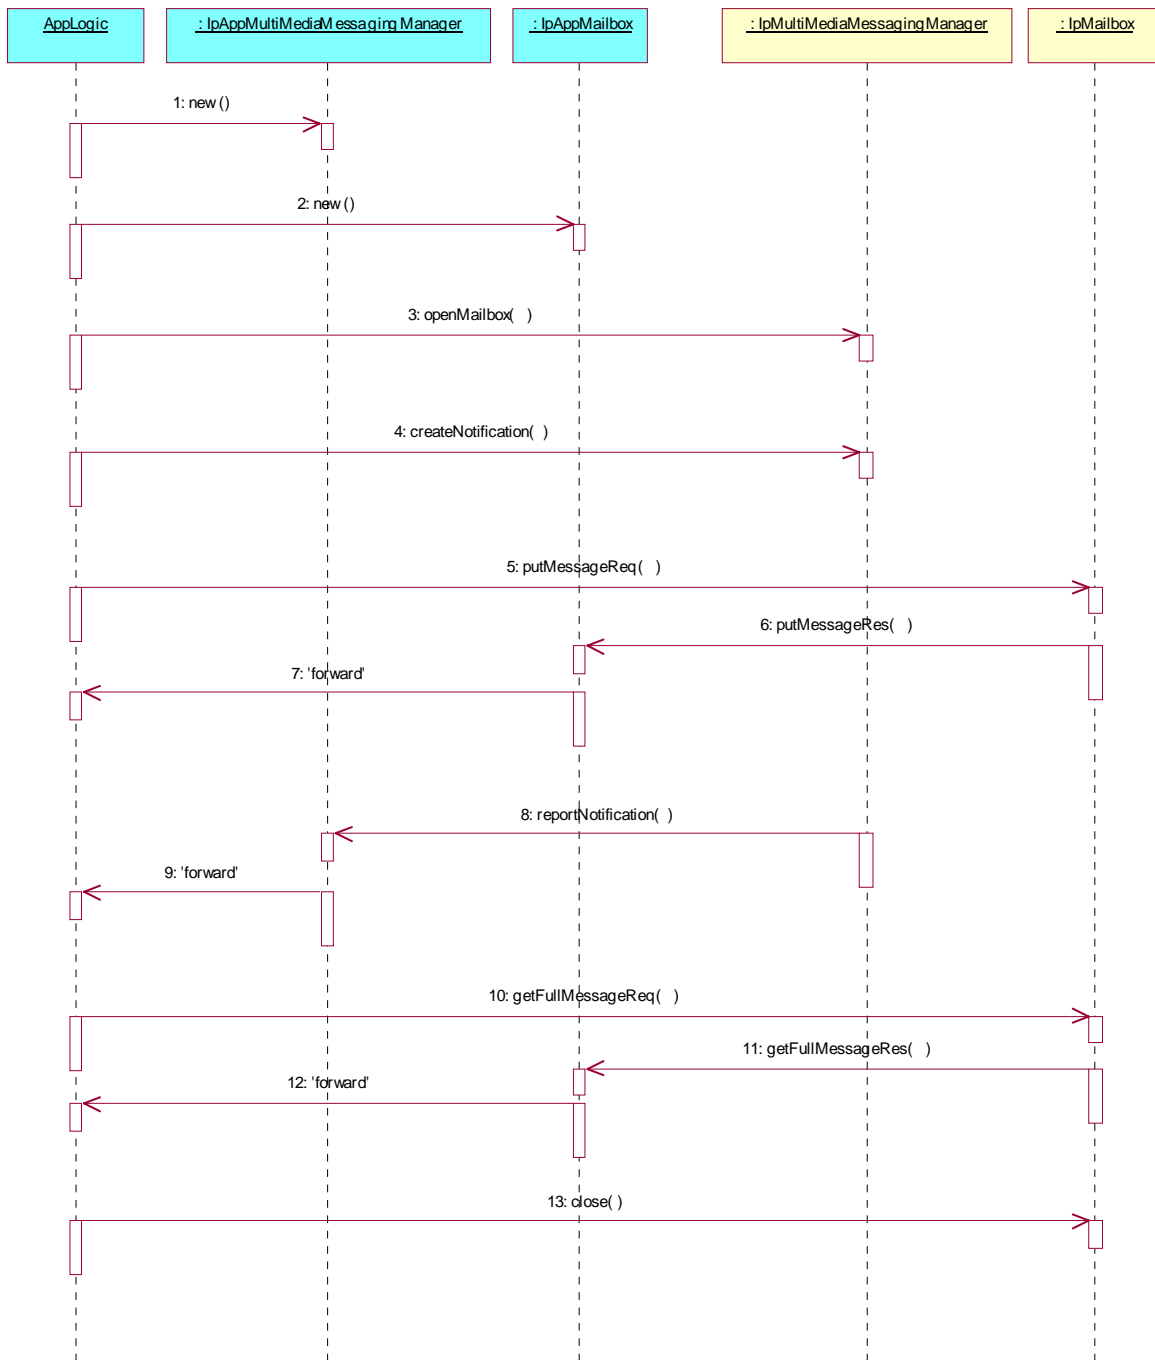 AppLogic
: IpAppMultiMediaMessagingManager
: IpAppMailbox
: IpMultiMediaMessagingManager
: IpMailbox
1: new()
2: new()
3: openMailbox( )
4: createNotification( )
5: putMessageReq( )
6: putMessageRes( )
7: 'forward'
8: reportNotification( )
9: 'forward'
10: getFullMessageReq( )
11: getFullMessageRes( )
12: 'forward'
13: close( )